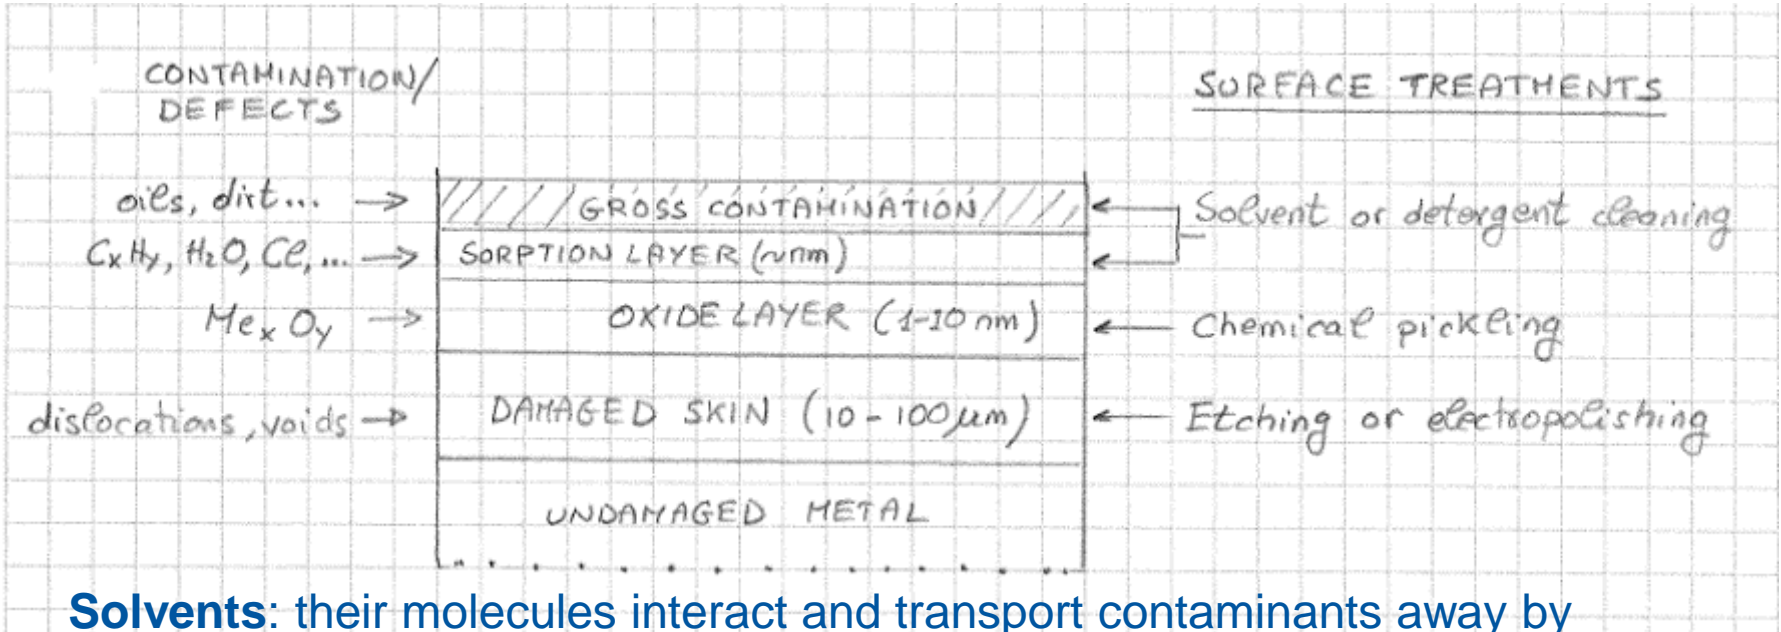 CONTAMINATION/
DEFECTS
SURFACE TREATMENTS
oils, dirt... → GROSS CONTAMINATION ← Solvent or detergent cleaning
CxHy, H2O, Cl, ... → SORPTION LAYER (~nm) ←
MexOy → OXIDE LAYER (1-10 nm) ← Chemical pickling
dislocations, voids → DAMAGED SKIN (10 - 100 μm) ← Etching or electropolishing
UNDAMAGED METAL
Solvents: their molecules interact and transport contaminants away by